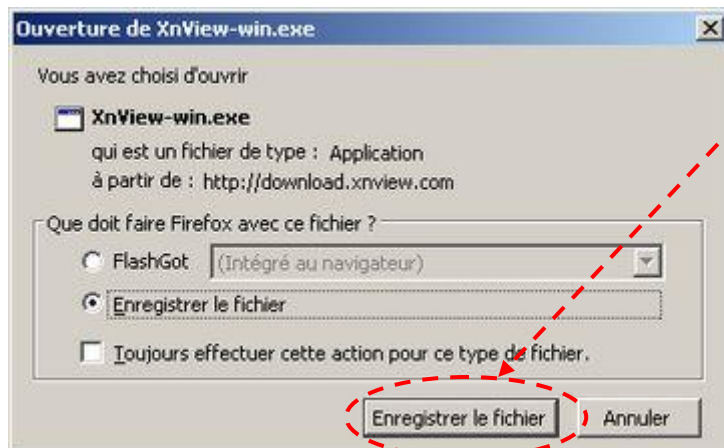 Ouverture de XnView-win.exe
Vous avez choisi d'ouvrir
XnView-win.exe
qui est un fichier de type : Application
à partir de : http://download.xnview.com
Que doit faire Firefox avec ce fichier ?
FlashGot (Intégré au navigateur)
Enregistrer le fichier
Toujours effectuer cette action pour ce type de fichier.
Enregistrer le fichier Annuler